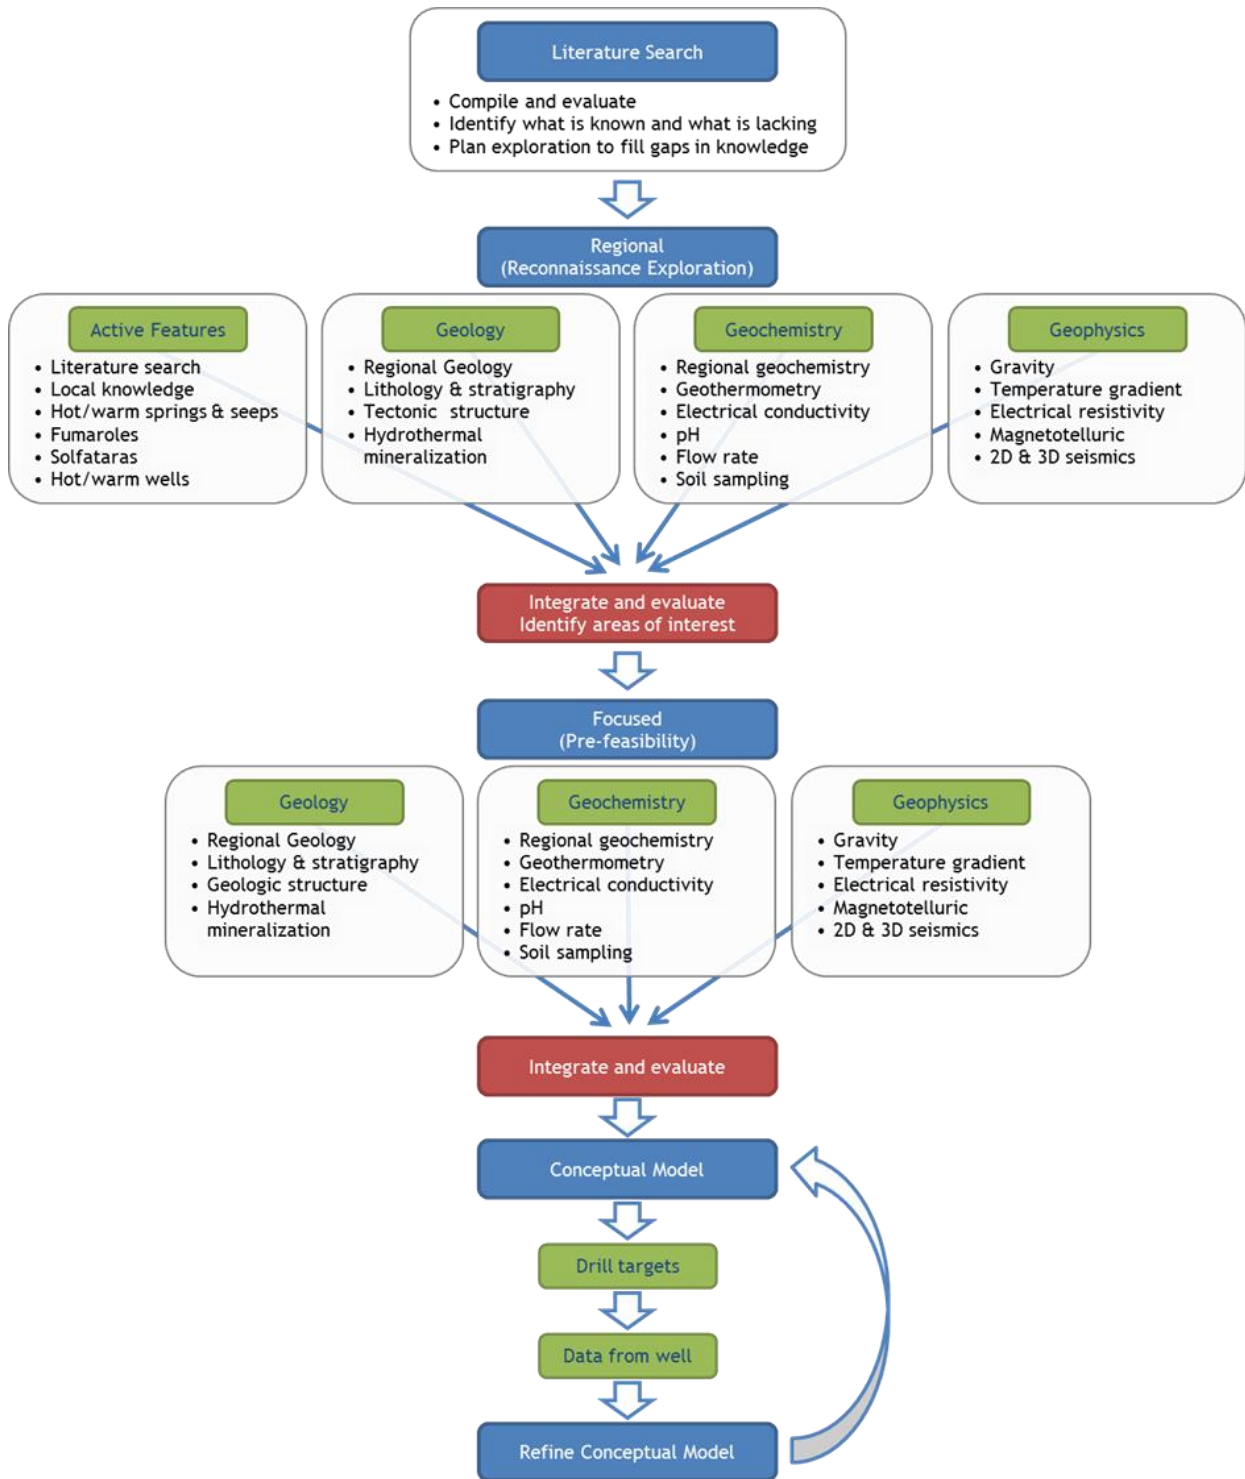 Literature Search
• Compile and evaluate
• Identify what is known and what is lacking
• Plan exploration to fill gaps in knowledge
Regional
(Reconnaissance Exploration)
Active Features
• Literature search
• Local knowledge
• Hot/warm springs & seeps
• Fumaroles
• Solfataras
• Hot/warm wells
Geology
• Regional Geology
• Lithology & stratigraphy
• Tectonic structure
• Hydrothermal
mineralization
Geochemistry
• Regional geochemistry
• Geothermometry
• Electrical conductivity
• pH
• Flow rate
• Soil sampling
Geophysics
• Gravity
• Temperature gradient
• Electrical resistivity
• Magnetotelluric
• 2D & 3D seismics
Integrate and evaluate
Identify areas of interest
Focused
(Pre-feasibility)
Geology
• Regional Geology
• Lithology & stratigraphy
• Geologic structure
• Hydrothermal
mineralization
Geochemistry
• Regional geochemistry
• Geothermometry
• Electrical conductivity
• pH
• Flow rate
• Soil sampling
Geophysics
• Gravity
• Temperature gradient
• Electrical resistivity
• Magnetotelluric
• 2D & 3D seismics
Integrate and evaluate
Conceptual Model
Drill targets
Data from well
Refine Conceptual Model